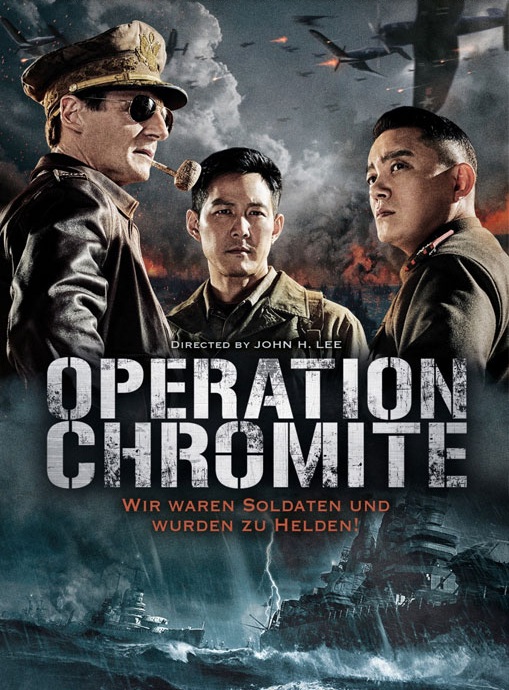 DIRECTED BY JOHN H. LEE
OPERATION
CHROMITE
WIR WAREN SOLDATEN UND
WURDEN ZU HELDEN!